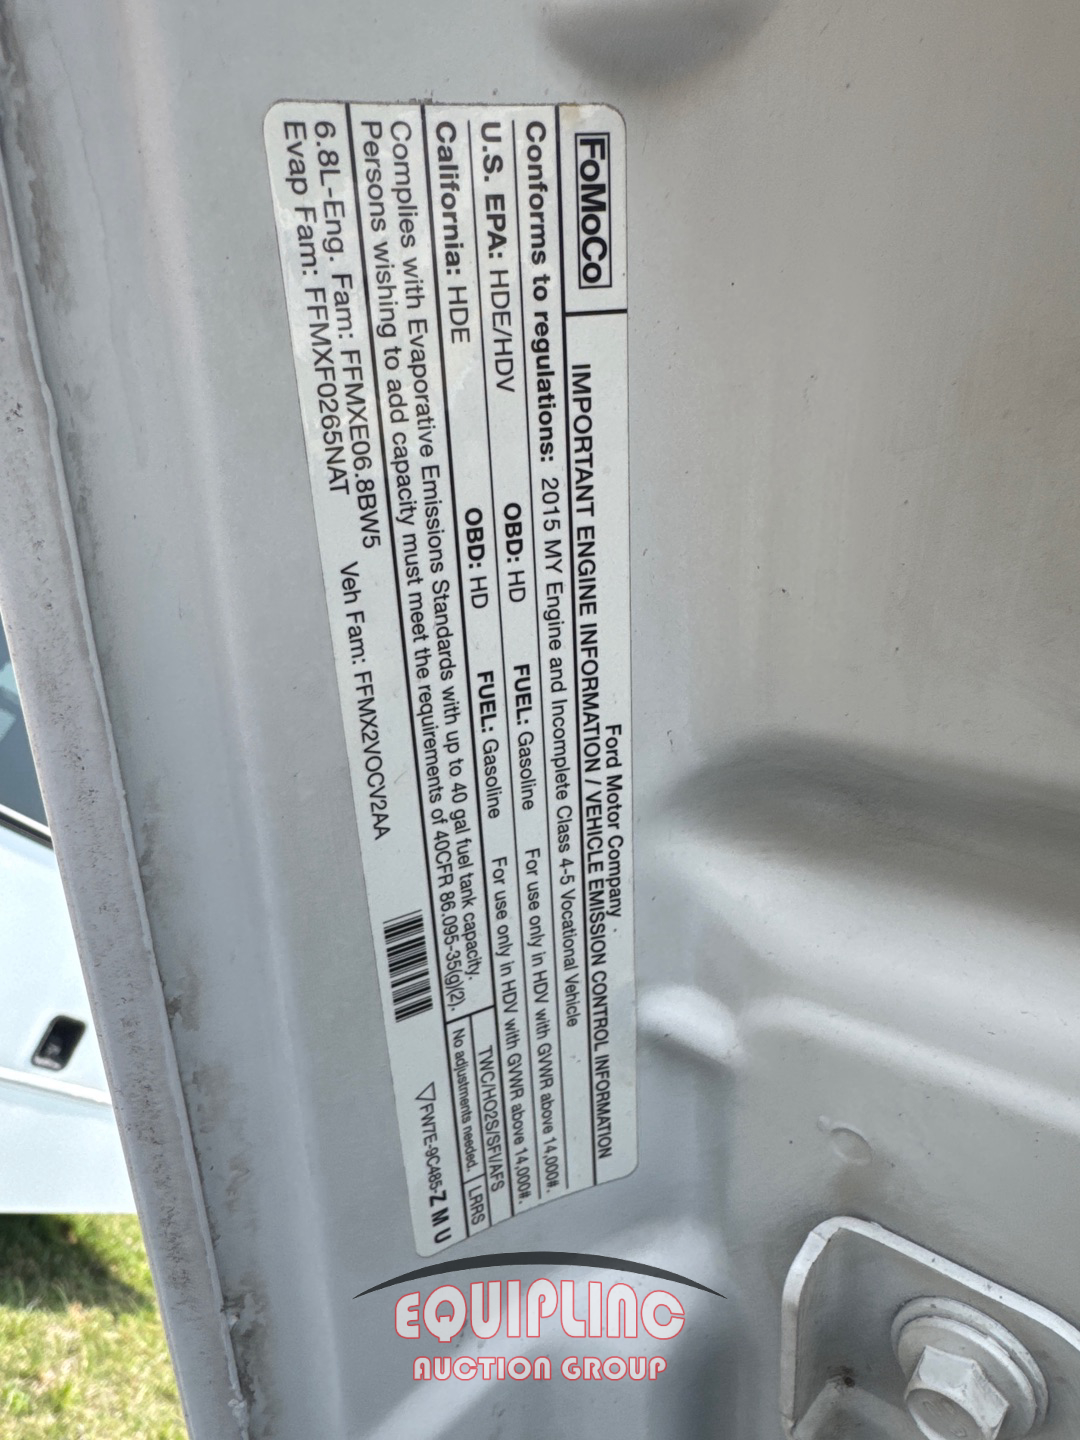 FoMoCo
Ford Motor Company
IMPORTANT ENGINE INFORMATION / VEHICLE EMISSION CONTROL INFORMATION
Conforms to regulations: 2015 MY Engine and Incomplete Class 4-5 Vocational Vehicle
U.S. EPA: HDE/HDV OBD: HD FUEL: Gasoline For use only in HDV with GVWR above 14,000#.
California: HDE OBD: HD FUEL: Gasoline For use only in HDV with GVWR above 14,000#.
Complies with Evaporative Emissions Standards with up to 40 gal fuel tank capacity. TWC/HO2S/SFI/AFS
Persons wishing to add capacity must meet the requirements of 40CFR 86.095-35(g)(2). No adjustments needed. LRRS
6.8L-Eng. Fam: FFMXE06.8BW5 Veh Fam: FFMX2VOCV2AA
Evap Fam: FFMXF0265NAT
FW7E-9C485-Z M U
EQUIPLINC
AUCTION GROUP